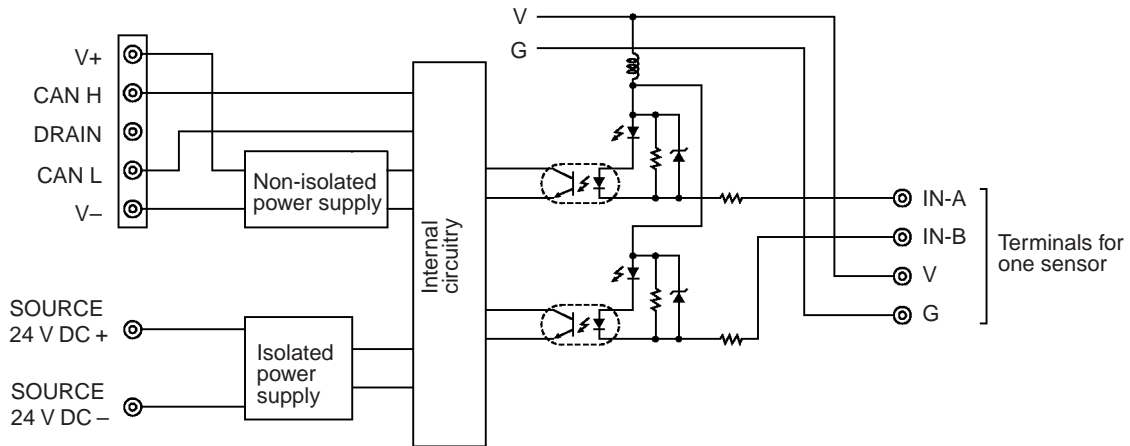 V+
CAN H
DRAIN
CAN L
V–
Non-isolated
power supply
SOURCE
24 V DC +
SOURCE
24 V DC –
Isolated
power
supply
Internal
circuitry
V
G
IN-A
IN-B
V
G
Terminals for
one sensor